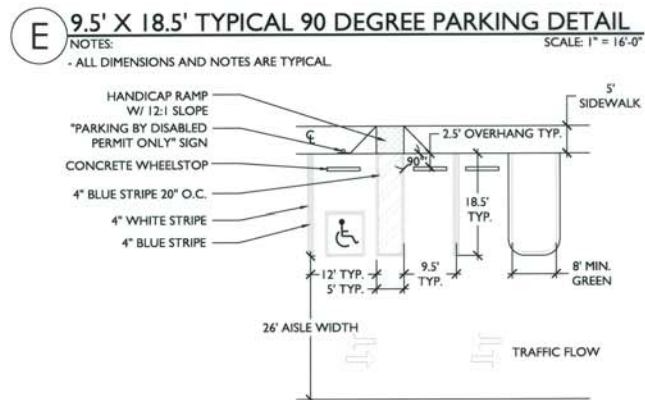 E
9.5' X 18.5' TYPICAL 90 DEGREE PARKING DETAIL
NOTES:
SCALE: 1" = 16'-0"
- ALL DIMENSIONS AND NOTES ARE TYPICAL.
HANDICAP RAMP
W/ 12:1 SLOPE
"PARKING BY DISABLED
PERMIT ONLY" SIGN
CONCRETE WHEELSTOP
4" BLUE STRIPE 20" O.C.
4" WHITE STRIPE
4" BLUE STRIPE
5'
SIDEWALK
2.5' OVERHANG TYP.
90°
18.5'
TYP.
12' TYP.
5' TYP.
9.5'
TYP.
8' MIN.
GREEN
26' AISLE WIDTH
TRAFFIC FLOW